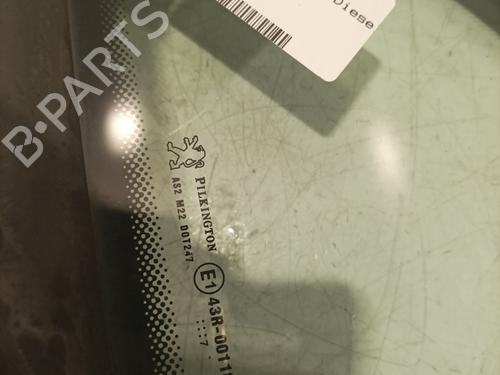 Diese
PILKINGTON
AS2 M22 DOT247
E1 43R-0011
:::7
B-PARTS